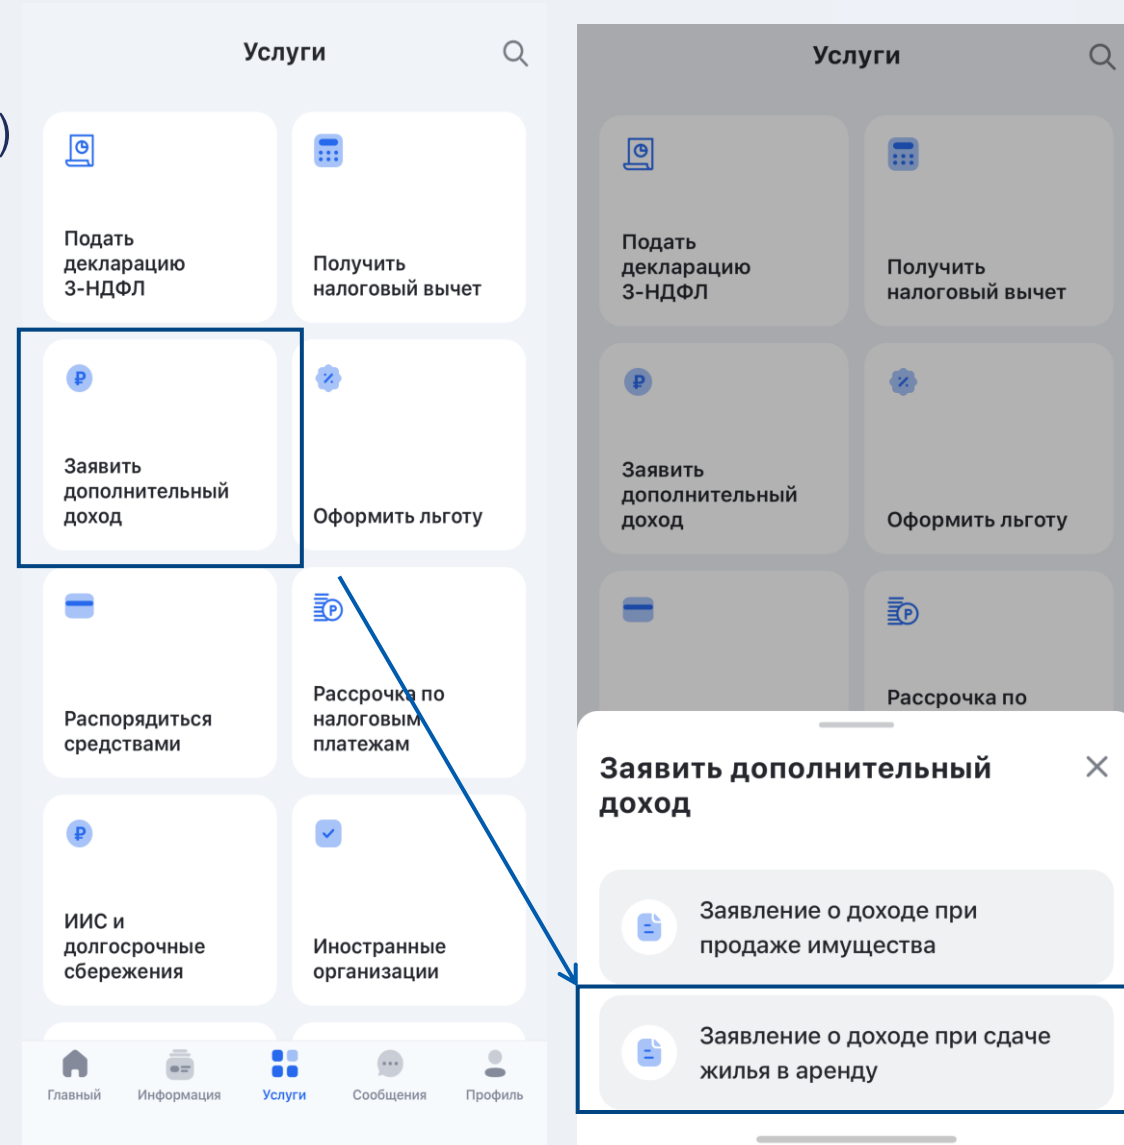 )
Услуги
Подать
декларацию
3-НДФЛ
Получить
налоговый вычет
Заявить
дополнительный
доход
Оформить льготу
Распорядиться
средствами
Рассрочка по
налоговым
платежам
ИИС и
долгосрочные
сбережения
Иностранные
организации
Главный
Информация
Услуги
Сообщения
Профиль
Услуги
Подать
декларацию
3-НДФЛ
Получить
налоговый вычет
Заявить
дополнительный
доход
Оформить льготу
Рассрочка по
Заявить дополнительный
доход
Заявление о доходе при
продаже имущества
Заявление о доходе при сдаче
жилья в аренду